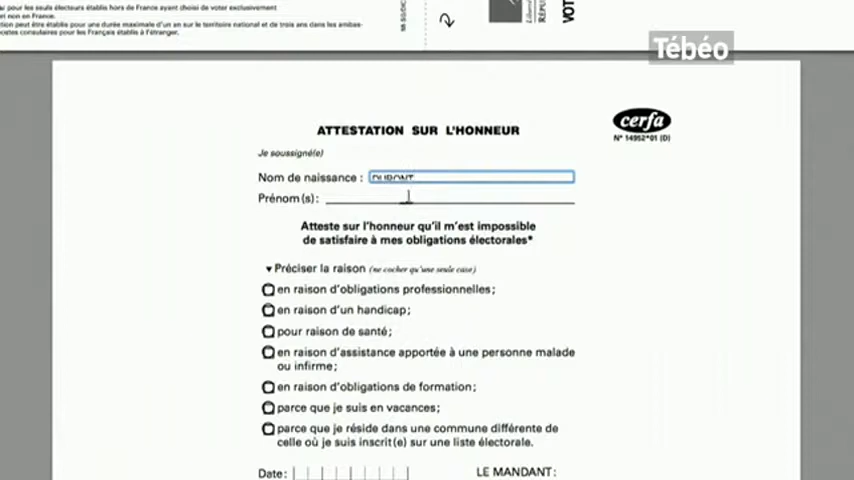 pour les seuls électeurs établis hors de France ayant choisi de voter exclusivement
et non en France.
tion peut être établie pour une durée maximale d'un an sur le territoire national et de trois ans dans les ambas-
postes consulaires pour les Français établis à l'étranger.
Tébéo
cerfa
N° 14952*01 (D)
ATTESTATION SUR L'HONNEUR
Je soussigné(e)
Nom de naissance : DUPONT
Prénom(s) :
Atteste sur l'honneur qu'il m'est impossible
de satisfaire à mes obligations électorales*
▼ Préciser la raison (ne cocher qu'une seule case)
en raison d'obligations professionnelles ;
en raison d'un handicap ;
pour raison de santé ;
en raison d'assistance apportée à une personne malade
ou infirme ;
en raison d'obligations de formation ;
parce que je suis en vacances ;
parce que je réside dans une commune différente de
celle où je suis inscrit(e) sur une liste électorale.
Date :
LE MANDANT :